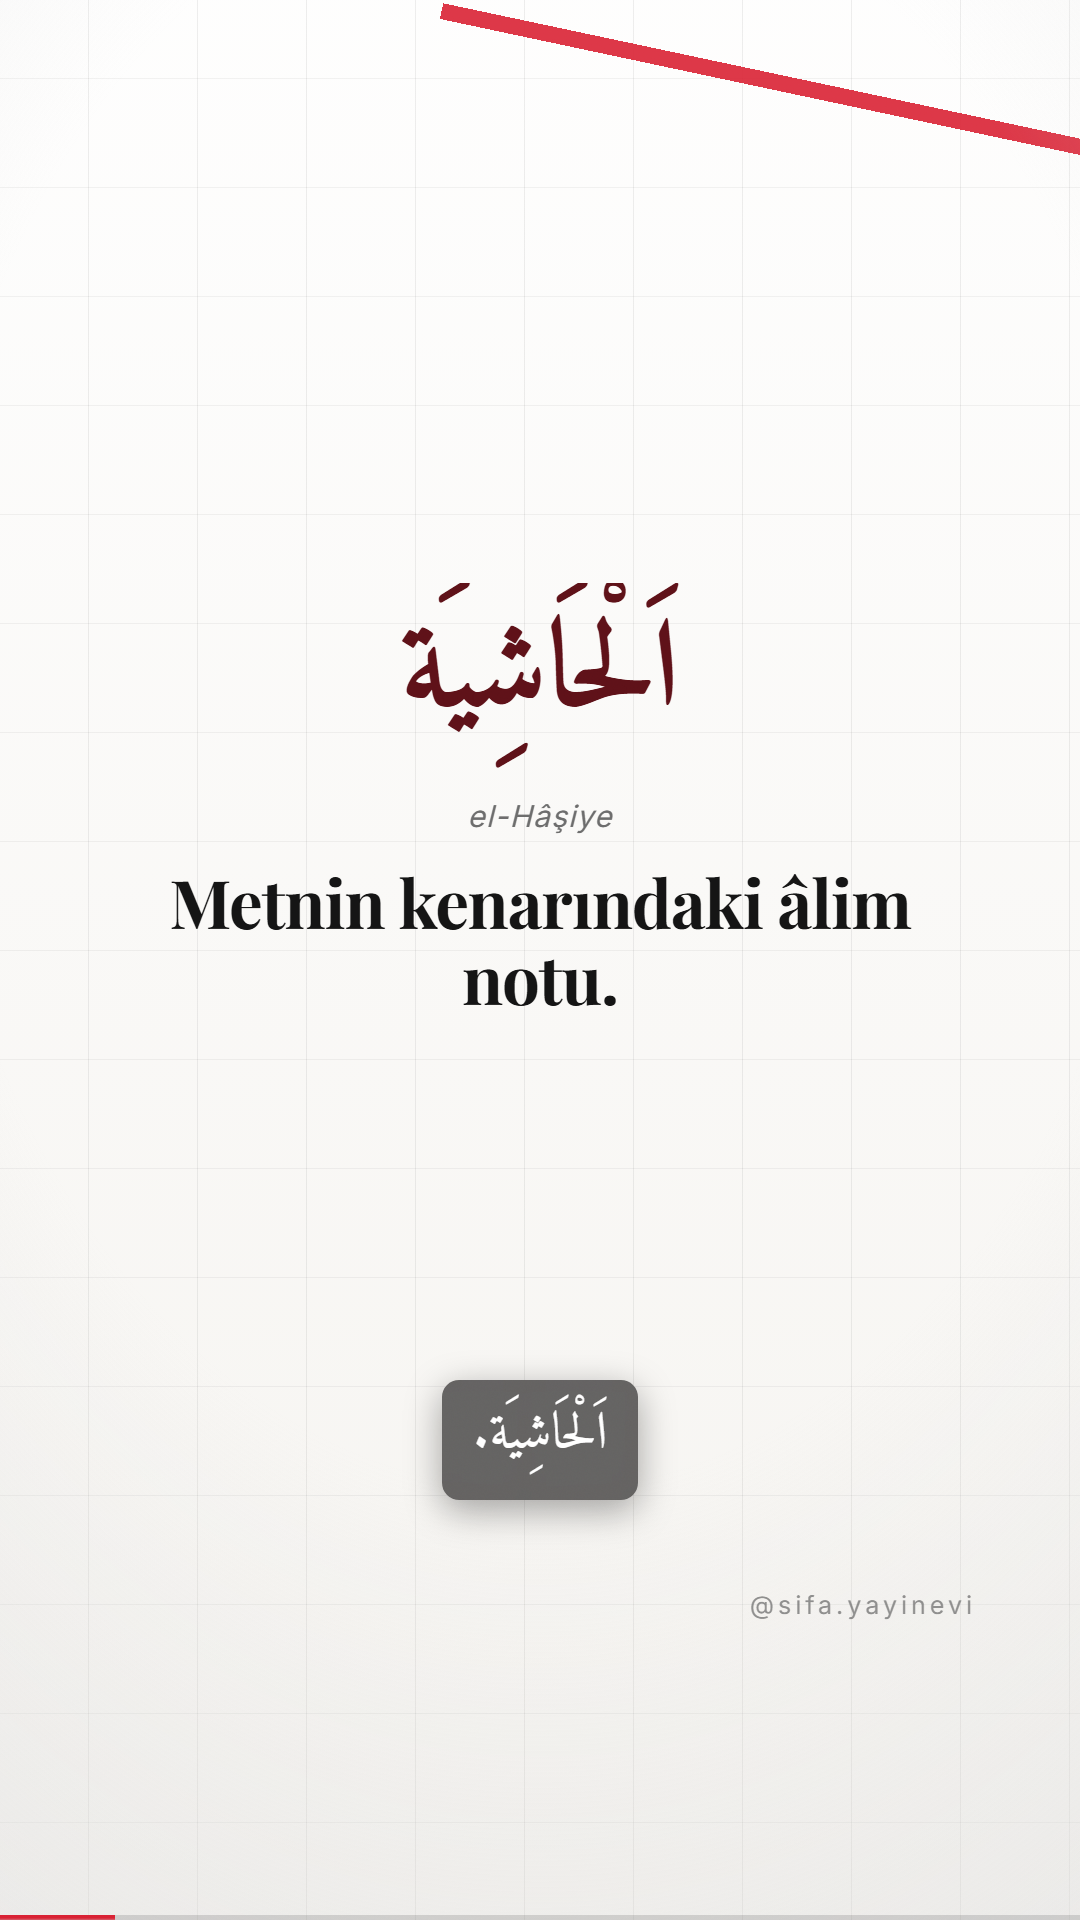 اَلْحَاشِيَة
el-Hâşiye
Metnin kenarındaki âlim
notu.
اَلْحَاشِيَة.
@sifa.yayinevi